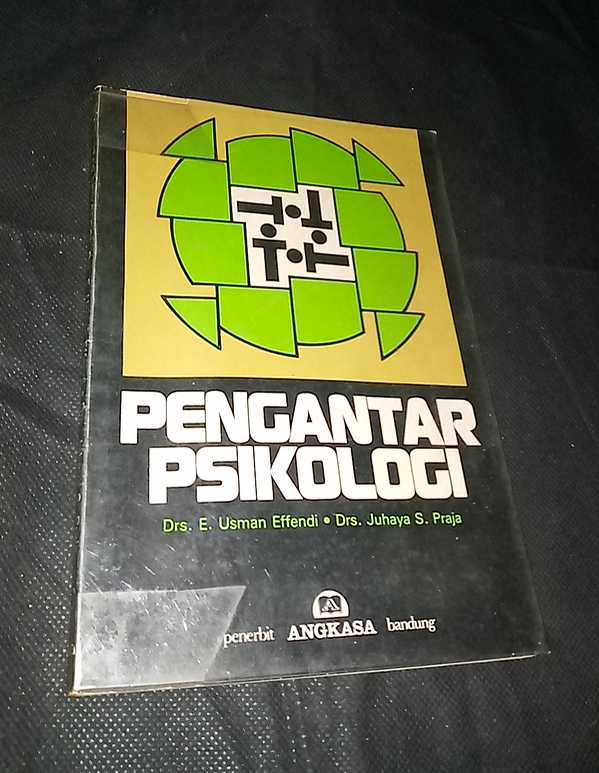 PENGANTAR
PSIKOLOGI
Drs. E. Usman Effendi • Drs. Juhaya S. Praja
A
penerbit ANGKASA bandung